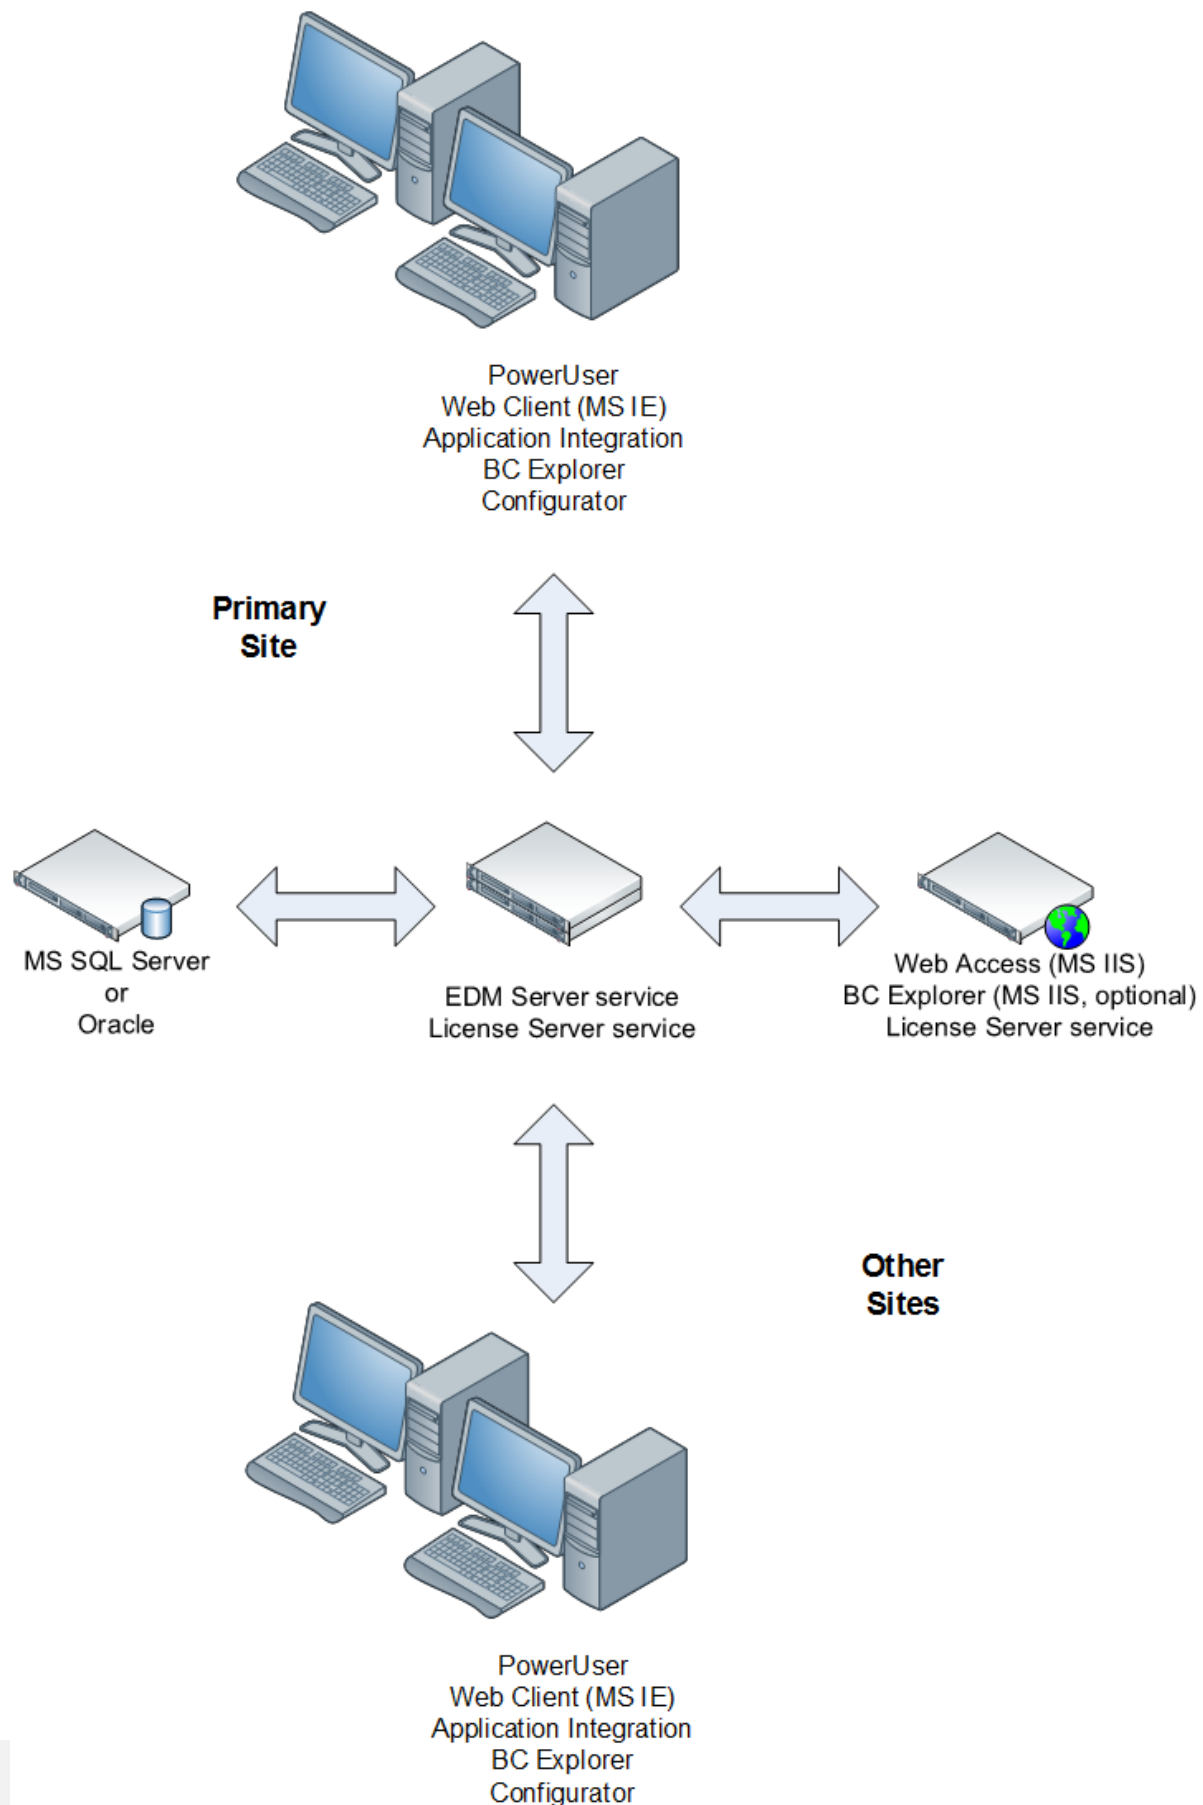 PowerUser
Web Client (MS IE)
Application Integration
BC Explorer
Configurator
Primary
Site
MS SQL Server
or
Oracle
EDM Server service
License Server service
Web Access (MS IIS)
BC Explorer (MS IIS, optional)
License Server service
Other
Sites
PowerUser
Web Client (MS IE)
Application Integration
BC Explorer
Configurator